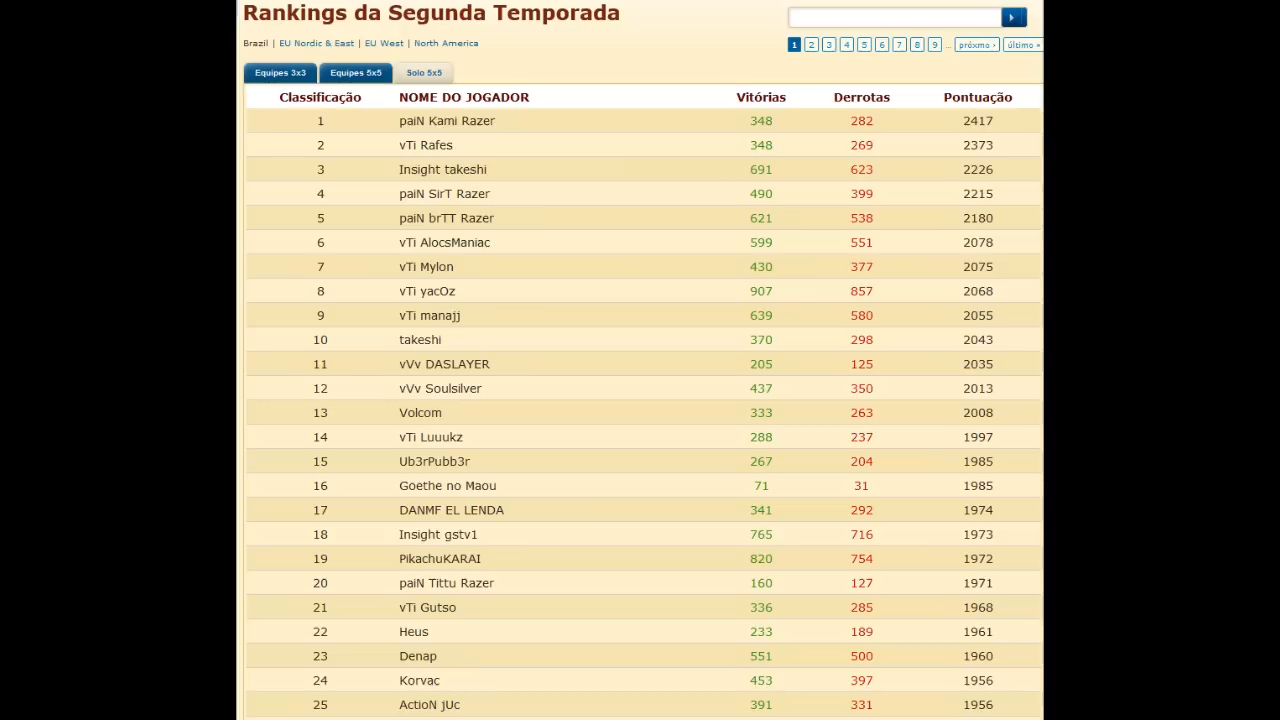 Rankings da Segunda Temporada
Brazil | EU Nordic & East | EU West | North America
1 2 3 4 5 6 7 8 9 ... próxmo › último »
Equipes 3x3 Equipes 5x5 Solo 5x5
Classificação NOME DO JOGADOR Vitórias Derrotas Pontuação
1 paiN Kami Razer 348 282 2417
2 vTi Rafes 348 269 2373
3 Insight takeshi 691 623 2226
4 paiN SirT Razer 490 399 2215
5 paiN brTT Razer 621 538 2180
6 vTi AlocsManiac 599 551 2078
7 vTi Mylon 430 377 2075
8 vTi yacOz 907 857 2068
9 vTi manajj 639 580 2055
10 takeshi 370 298 2043
11 vVv DASLAYER 205 125 2035
12 vVv Soulsilver 437 350 2013
13 Volcom 333 263 2008
14 vTi Luuukz 288 237 1997
15 Ub3rPubb3r 267 204 1985
16 Goethe no Maou 71 31 1985
17 DANMF EL LENDA 341 292 1974
18 Insight gstv1 765 716 1973
19 PikachuKARAI 820 754 1972
20 paiN Tittu Razer 160 127 1971
21 vTi Gutso 336 285 1968
22 Heus 233 189 1961
23 Denap 551 500 1960
24 Korvac 453 397 1956
25 ActioN jUc 391 331 1956